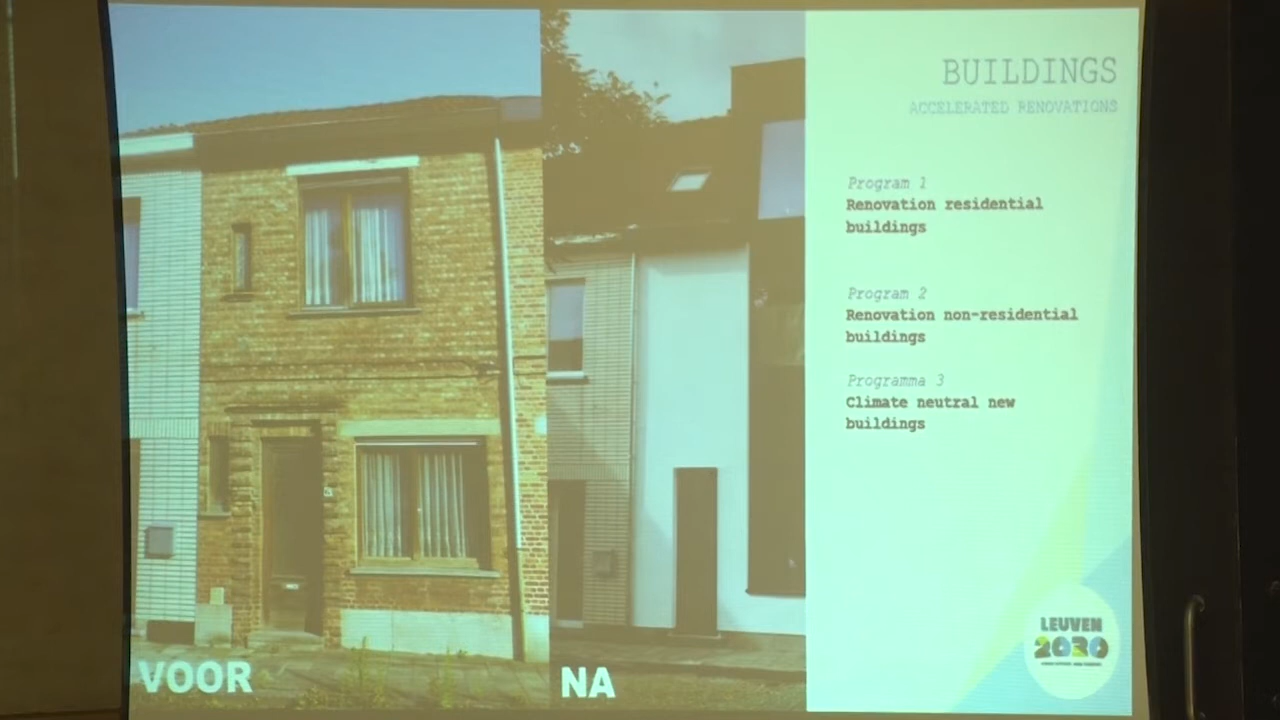 BUILDINGS
ACCELERATED RENOVATIONS
Program 1
Renovation residential
buildings
Program 2
Renovation non-residential
buildings
Programma 3
Climate neutral new
buildings
VOOR
NA
LEUVEN
2030